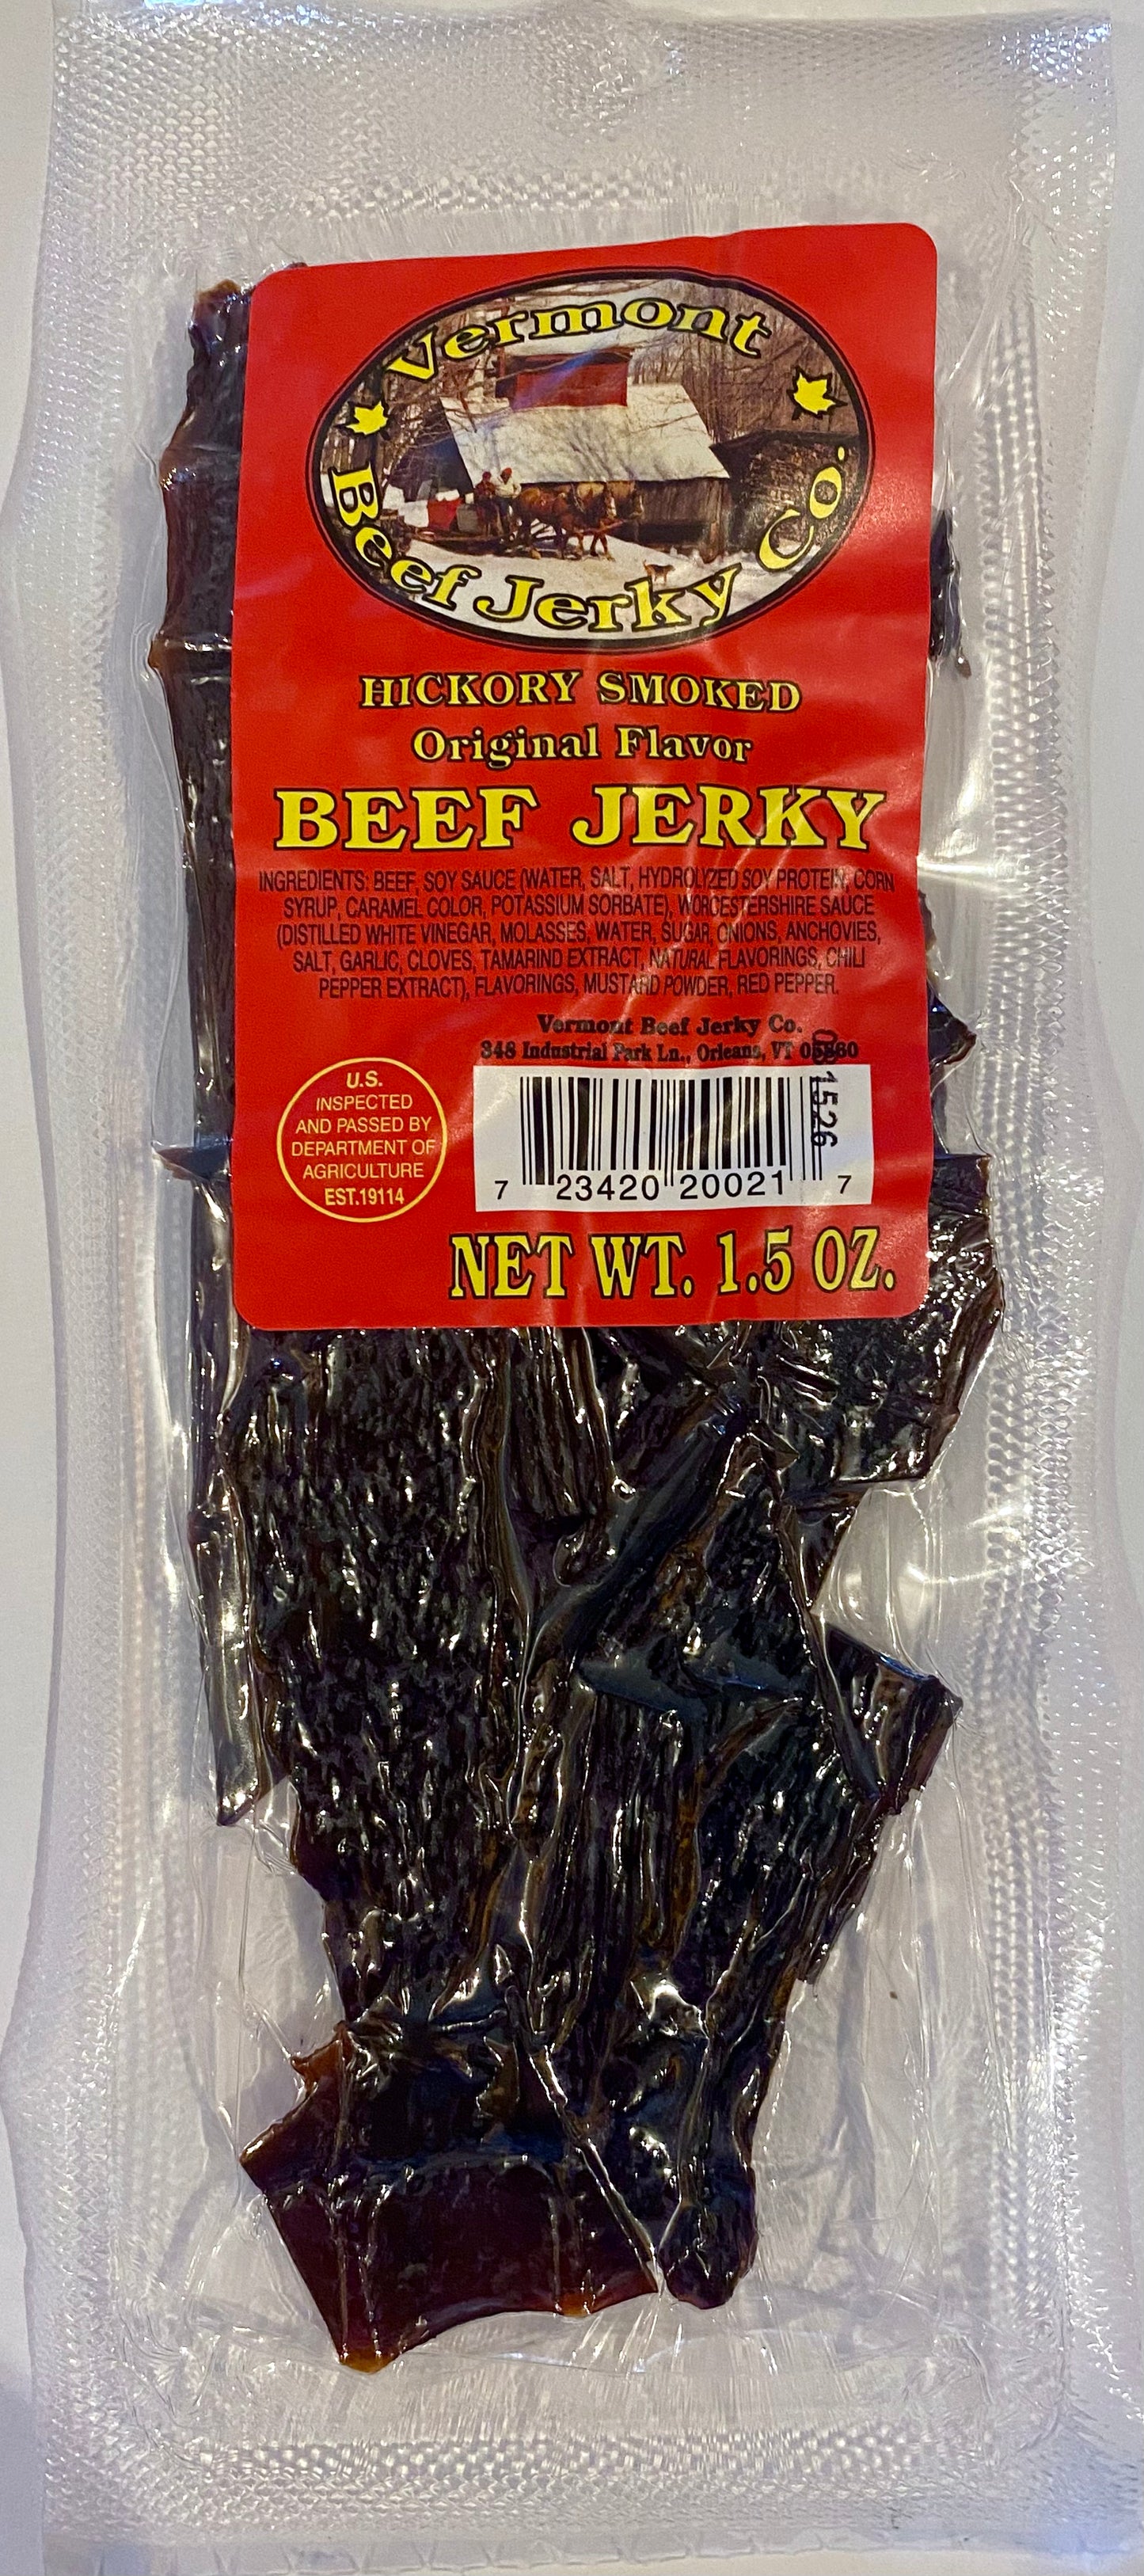 Vermont
Beef Jerky Co.
HICKORY SMOKED
Original Flavor
BEEF JERKY
INGREDIENTS: BEEF, SOY SAUCE (WATER, SALT, HYDROLYZED SOY PROTEIN, CORN
SYRUP, CARAMEL COLOR, POTASSIUM SORBATE), WORCESTERSHIRE SAUCE
(DISTILLED WHITE VINEGAR, MOLASSES, WATER, SUGAR, ONIONS, ANCHOVIES,
SALT, GARLIC, CLOVES, TAMARIND EXTRACT, NATURAL FLAVORINGS, CHILI
PEPPER EXTRACT), FLAVORINGS, MUSTARD POWDER, RED PEPPER.
Vermont Beef Jerky Co.
348 Industrial Park Ln., Orleans, VT 05860
U.S.
INSPECTED
AND PASSED BY
DEPARTMENT OF
AGRICULTURE
EST.19114
7 23420 20021 7
NET WT. 1.5 OZ.